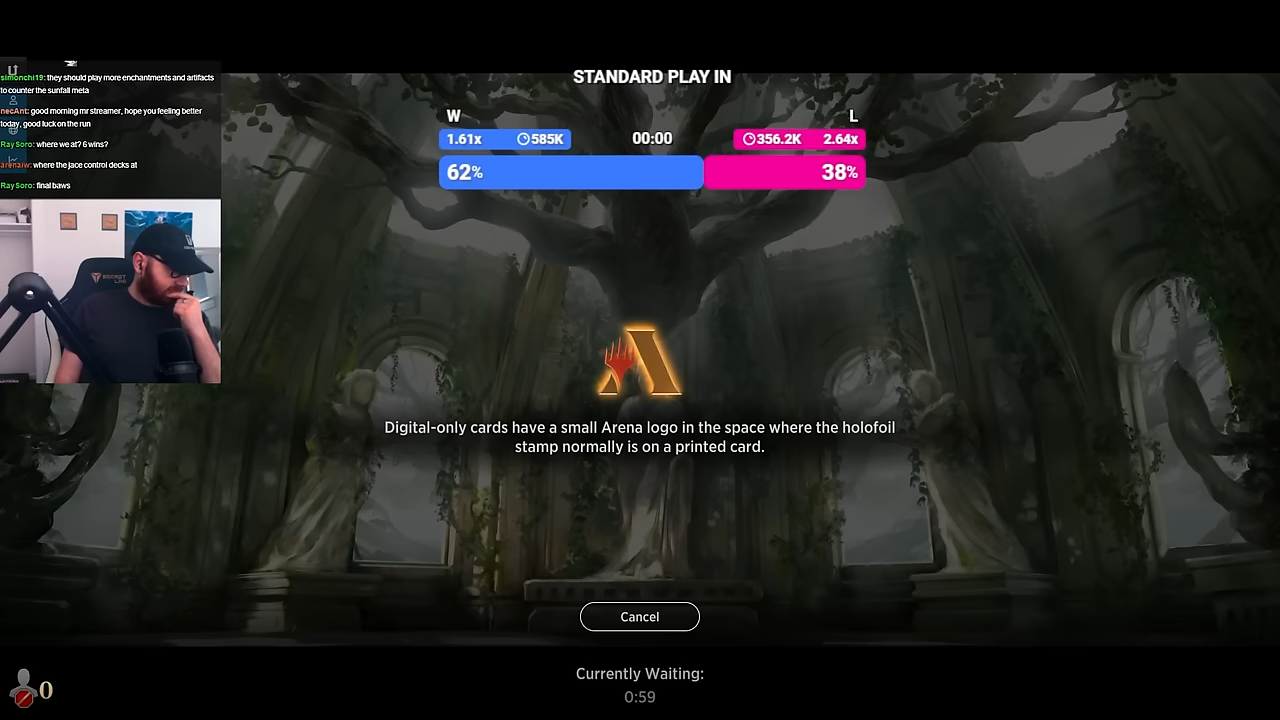 simonchi19: they should play more enchantments and artifacts
to counter the sunfall meta
necAnt: good morning mr streamer, hope you feeling better
today. good luck on the run
Ray Soro: where we at? 6 wins?
arenaiw: where the jace control decks at
Ray Soro: final baws
SECRET
LAB
STANDARD PLAY IN
W
L
1.61x
585K
00:00
356.2K
2.64x
62%
38%
Digital-only cards have a small Arena logo in the space where the holofoil
stamp normally is on a printed card.
Cancel
Currently Waiting:
0:59
0